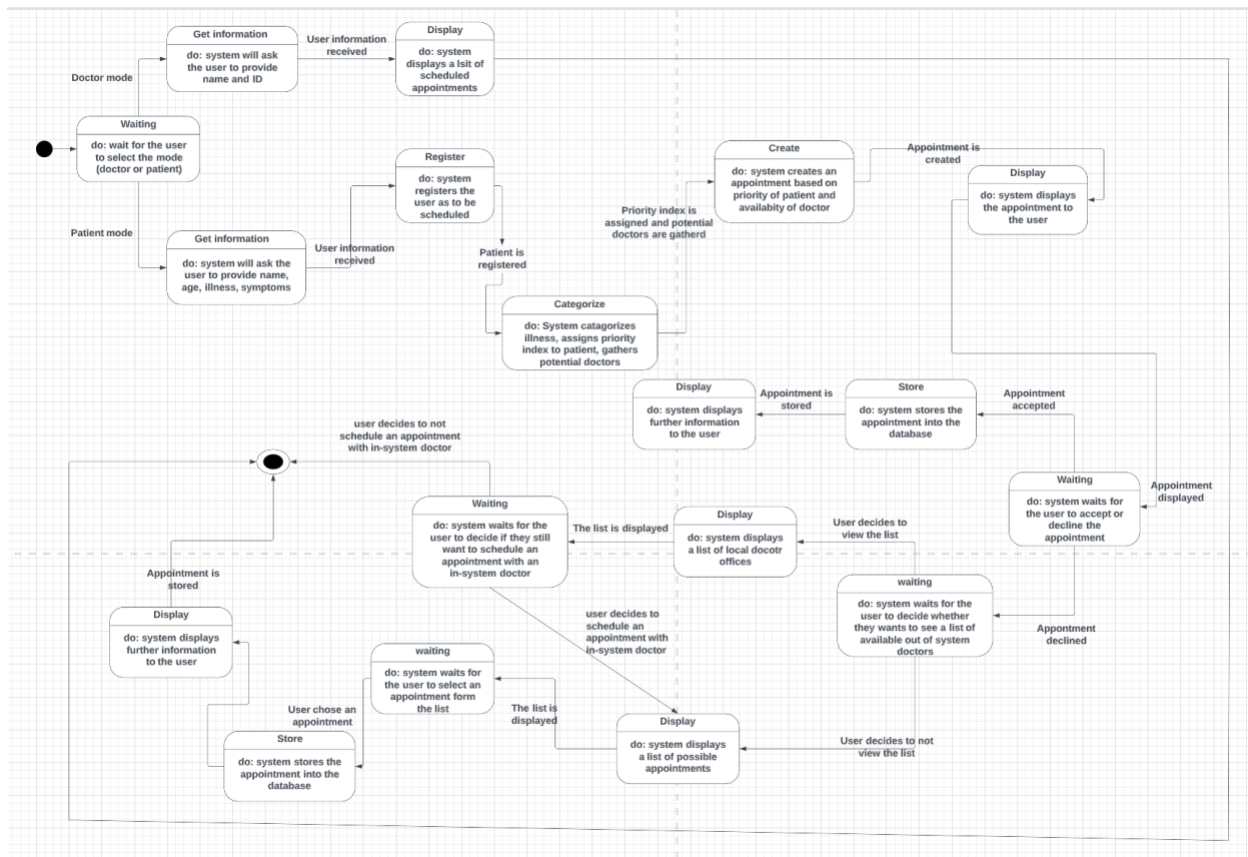 Get information
do: system will ask
the user to provide
name and ID
User information
received
Display
do: system
displays a lsit of
scheduled
appointments
Doctor mode
Waiting
do: wait for the user
to select the mode
(doctor or patient)
Patient mode
Get information
do: system will ask the
user to provide name,
age, illness, symptoms
User information
received
Register
do: system
registers the
user as to be
scheduled
Patient is
registered
Categorize
do: System catagorizes
illness, assigns priority
index to patient, gathers
potential doctors
Priority index is
assigned and potential
doctors are gatherd
Create
do: system creates an
appointment based on
priority of patient and
availabity of doctor
Appointment is
created
Display
do: system displays
the appointment to
the user
Appointment
displayed
Waiting
do: system waits for
the user to accept or
decline the
appointment
Appointment
accepted
Store
do: system stores the
appointment into the
database
Appointment is
stored
Display
do: system displays
further information
to the user
Appontment
declined
waiting
do: system waits for the
user to decide whether
they wants to see a list of
available out of system
doctors
User decides to
view the list
Display
do: system displays
a list of local docotr
offices
The list is displayed
Waiting
do: system waits for the
user to decide if they still
want to schedule an
appointment with an
in-system doctor
user decides to not
schedule an appointment
with in-system doctor
user decides to
schedule an
appointment with
in-system doctor
User decides to not
view the list
Display
do: system displays
a list of possible
appointments
The list is
displayed
waiting
do: system waits for
the user to select an
appointment form
the list
User chose an
appointment
Store
do: system stores the
appointment into the
database
Display
do: system displays
further information
to the user
Appointment is
stored